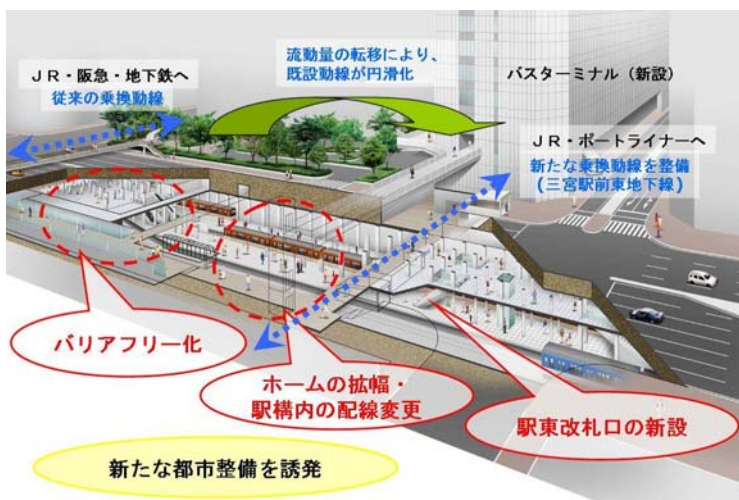 流動量の転移により、
既設動線が円滑化
ＪＲ・阪急・地下鉄へ
従来の乗換動線
バスターミナル（新設）
ＪＲ・ポートライナーへ
新たな乗換動線を整備
（三宮駅前東地下線）
バリアフリー化
ホームの拡幅・
駅構内の配線変更
駅東改札口の新設
新たな都市整備を誘発